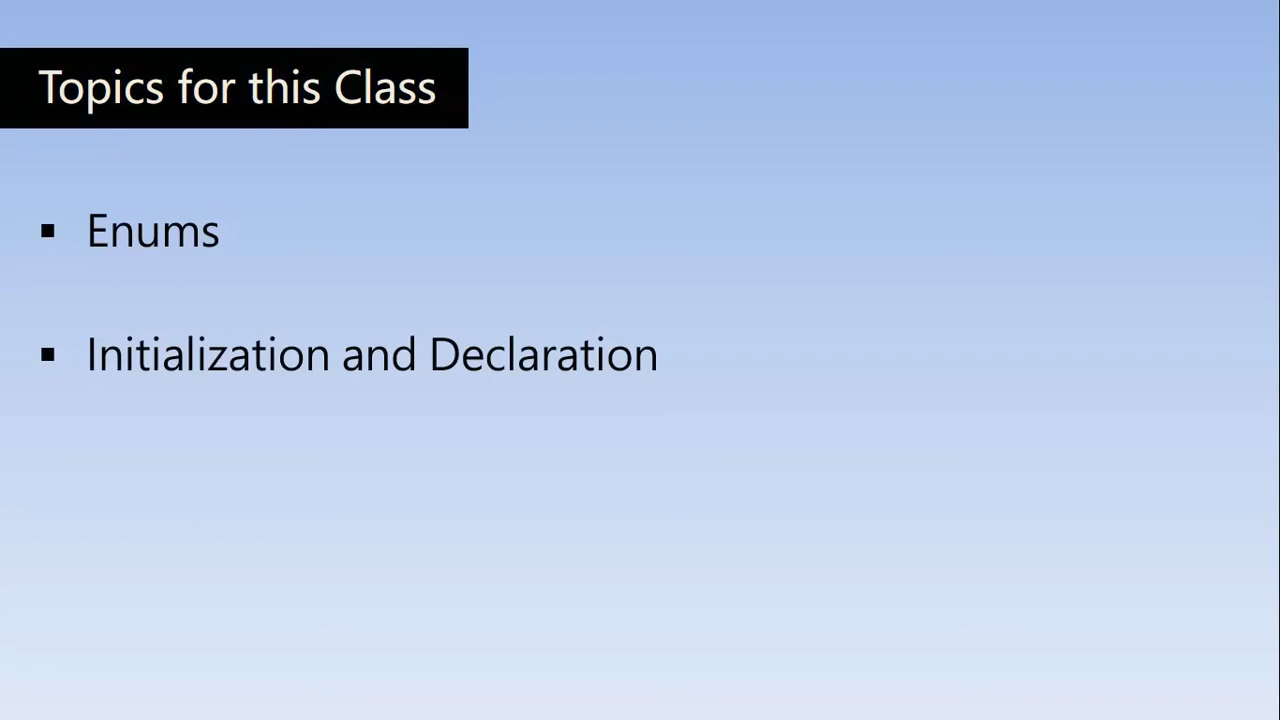 Topics for this Class
▪ Enums
▪ Initialization and Declaration